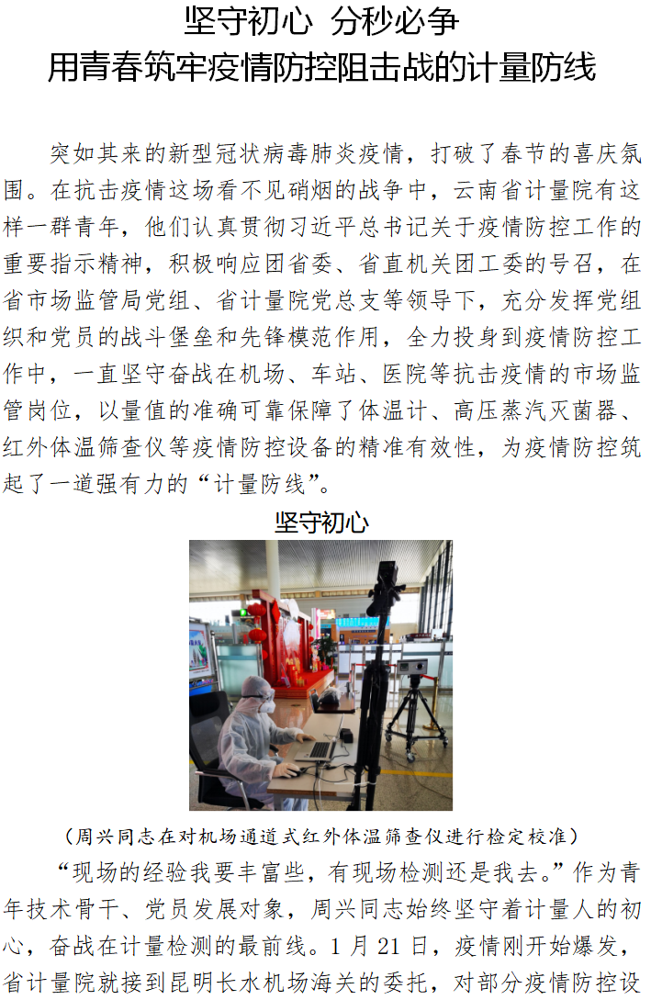 坚守初心 分秒必争
用青春筑牢疫情防控阻击战的计量防线
突如其来的新型冠状病毒肺炎疫情，打破了春节的喜庆氛
围。在抗击疫情这场看不见硝烟的战争中，云南省计量院有这
样一群青年，他们认真贯彻习近平总书记关于疫情防控工作的
重要指示精神，积极响应团省委、省直机关团工委的号召，在
省市场监管局党组、省计量院党总支等领导下，充分发挥党组
织和党员的战斗堡垒和先锋模范作用，全力投身到疫情防控工
作中，一直坚守奋战在机场、车站、医院等抗击疫情的市场监
管岗位，以量值的准确可靠保障了体温计、高压蒸汽灭菌器、
红外体温筛查仪等疫情防控设备的精准有效性，为疫情防控筑
起了一道强有力的“计量防线”。
坚守初心
（周兴同志在对机场通道式红外体温筛查仪进行检定校准）
“现场的经验我要丰富些，有现场检测还是我去。”作为青
年技术骨干、党员发展对象，周兴同志始终坚守着计量人的初
心，奋战在计量检测的最前线。1 月 21 日，疫情刚开始爆发，
省计量院就接到昆明长水机场海关的委托，对部分疫情防控设